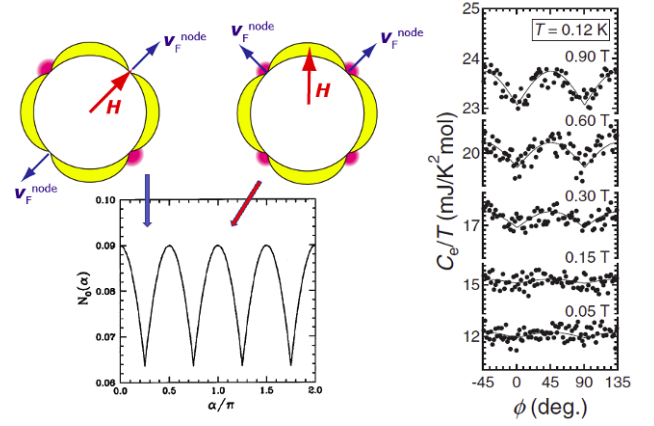 v_F^node
H
v_F^node
v_F^node
H
v_F^node
N₀(α)
0.10
0.09
0.08
0.07
0.06
0.0
0.5
1.0
1.5
2.0
α/π
T = 0.12 K
0.90 T
0.60 T
0.30 T
0.15 T
0.05 T
C_e/T (mJ/K²mol)
25
24
23
20
17
15
12
-45
0
45
90
135
ϕ (deg.)